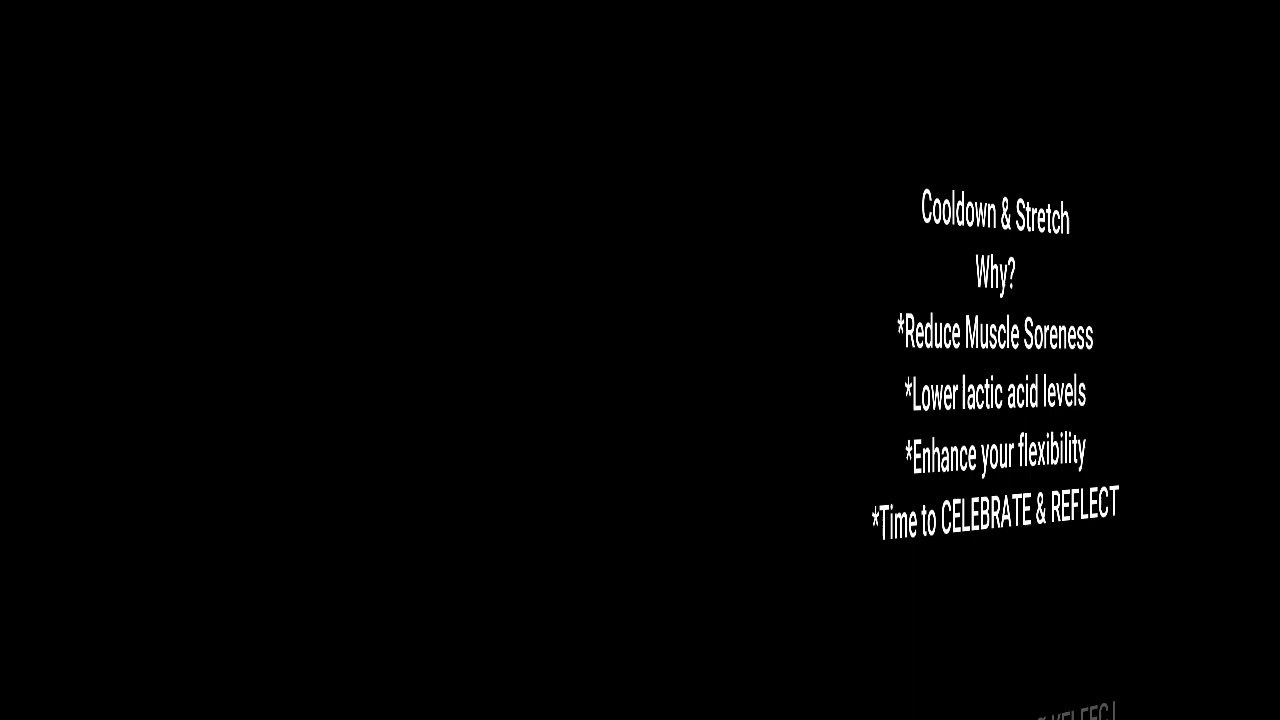 Cooldown & Stretch
Why?
*Reduce Muscle Soreness
*Lower lactic acid levels
*Enhance your flexibility
*Time to CELEBRATE & REFLECT